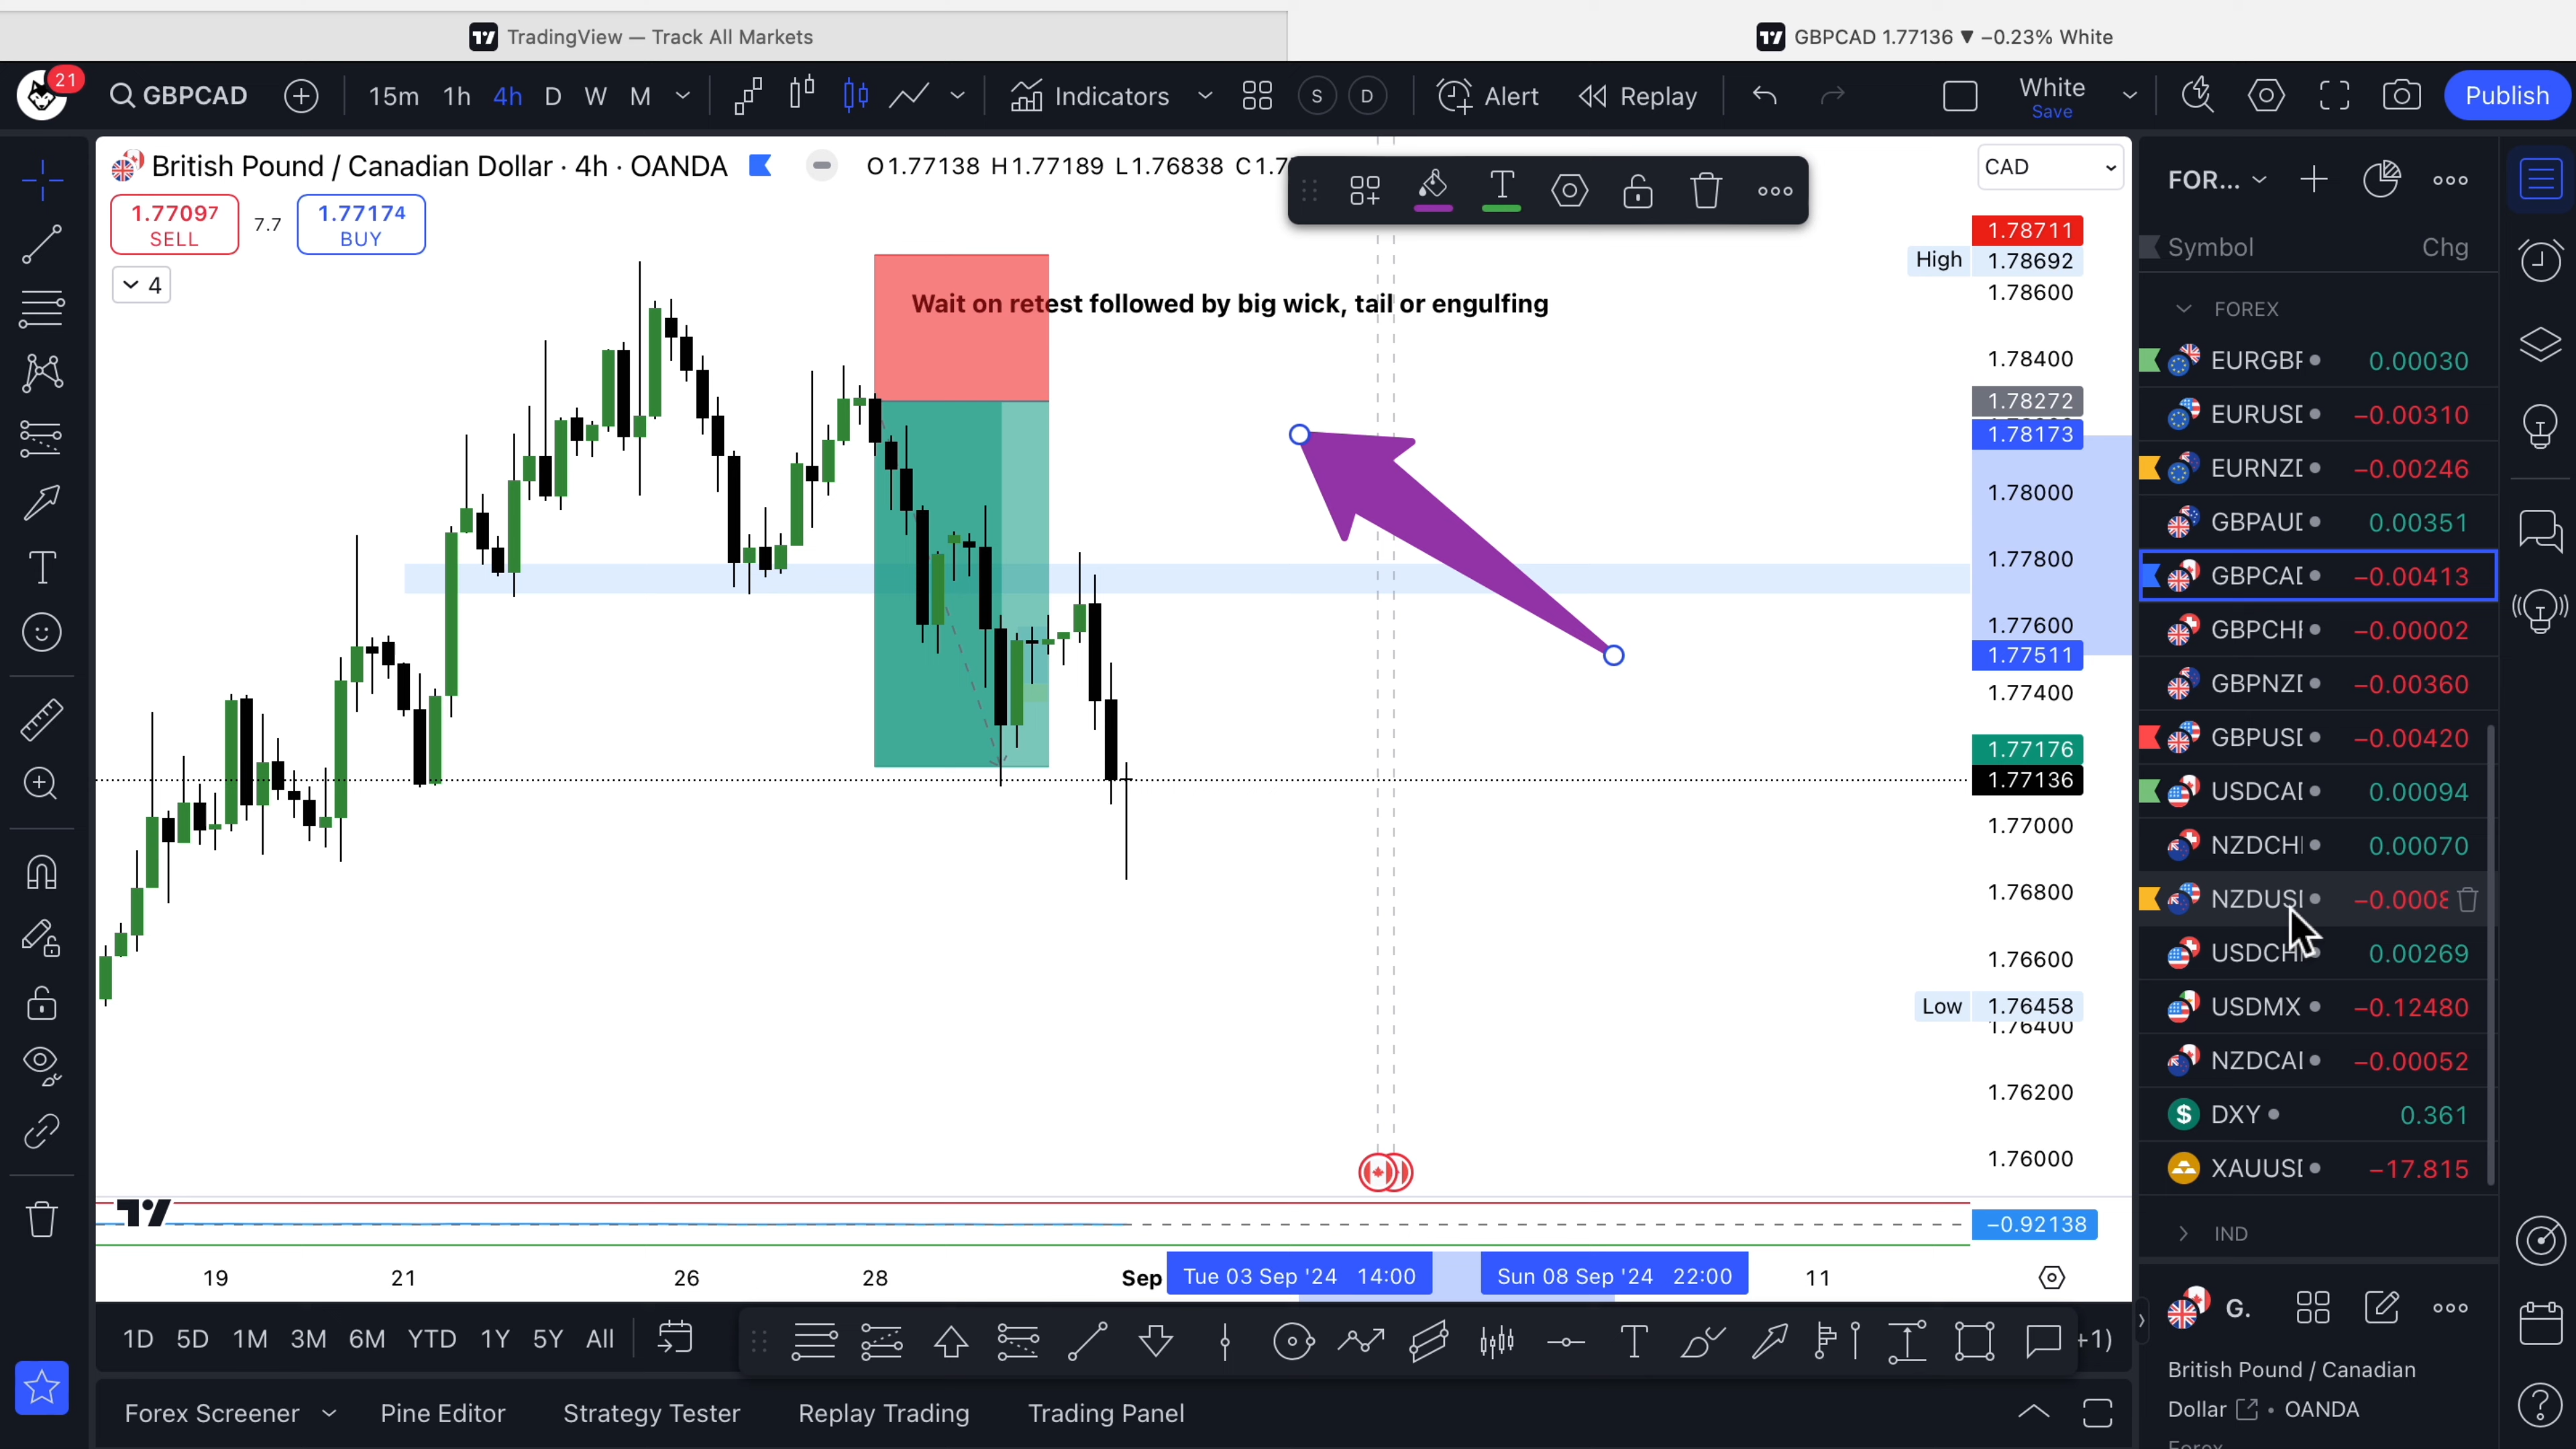 TradingView — Track All Markets
GBPCAD 1.77136 ▼ −0.23% White
21
GBPCAD
15m 1h 4h D W M
Indicators
S D
Alert
Replay
White
Save
Publish
British Pound / Canadian Dollar · 4h · OANDA
O1.77138 H1.77189 L1.76838 C1.7
1.77097
SELL
7.7
1.77174
BUY
4
CAD
Wait on retest followed by big wick, tail or engulfing
1.78711
High 1.78692
1.78600
1.78400
1.78272
1.78173
1.78000
1.77800
1.77600
1.77511
1.77400
1.77176
1.77136
1.77000
1.76800
1.76600
Low 1.76458
1.76400
1.76200
1.76000
−0.92138
19 21 26 28 Sep Tue 03 Sep '24 14:00 Sun 08 Sep '24 22:00 11
FOR...
Symbol Chg
FOREX
EURGBF 0.00030
EURUSI −0.00310
EURNZI −0.00246
GBPAUI 0.00351
GBPCAI −0.00413
GBPCHI −0.00002
GBPNZI −0.00360
GBPUSI −0.00420
USDCAI 0.00094
NZDCHI 0.00070
NZDUSI −0.0008
USDCH 0.00269
USDMX −0.12480
NZDCAI −0.00052
DXY 0.361
XAUUSI −17.815
IND
G.
British Pound / Canadian
Dollar • OANDA
1D 5D 1M 3M 6M YTD 1Y 5Y All
+1)
Forex Screener Pine Editor Strategy Tester Replay Trading Trading Panel